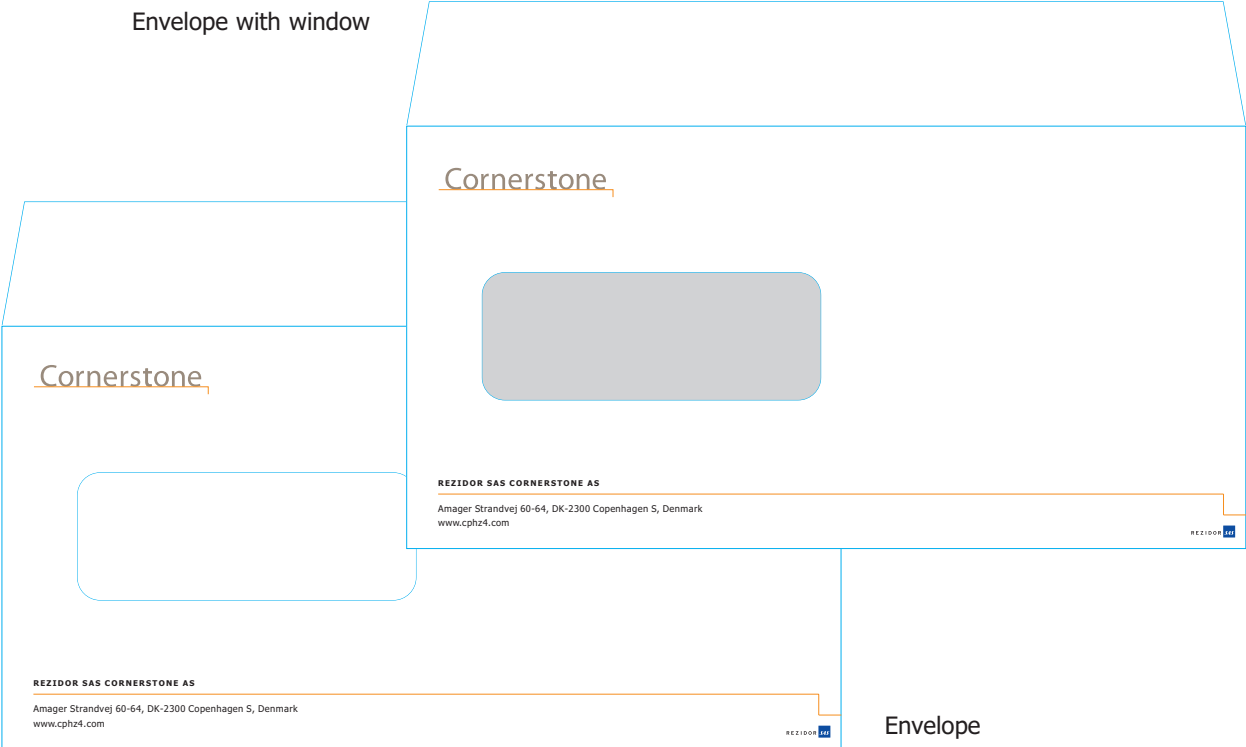 Envelope with window
Cornerstone
REZIDOR SAS CORNERSTONE AS
Amager Strandvej 60-64, DK-2300 Copenhagen S, Denmark
www.cphz4.com
REZIDOR SAS
Cornerstone
REZIDOR SAS CORNERSTONE AS
Amager Strandvej 60-64, DK-2300 Copenhagen S, Denmark
www.cphz4.com
REZIDOR SAS
Envelope